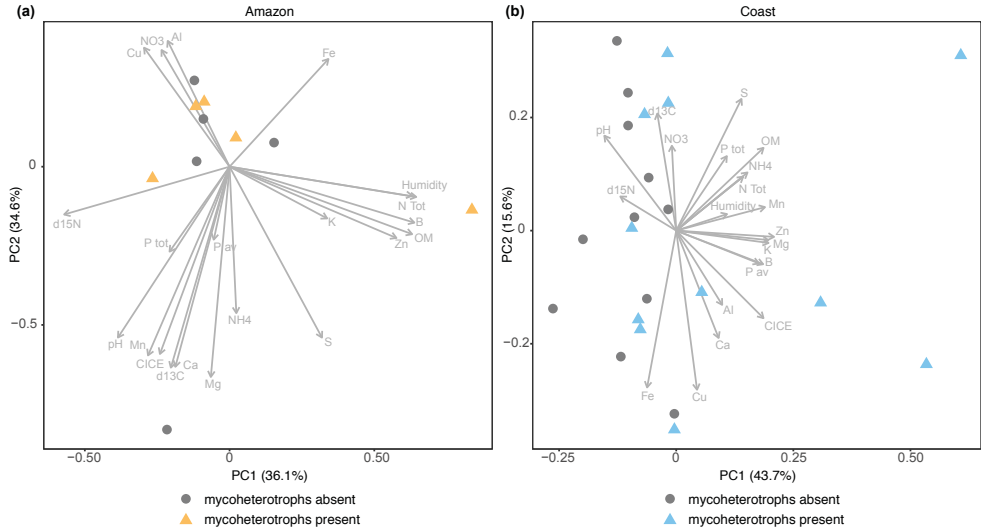 (a)
Amazon
NO3
Al
Cu
Fe
0
−0.5
PC2 (34.6%)
Humidity
N Tot
B
K
OM
Zn
d15N
P tot
P av
NH4
pH
Mn
S
CICE
Ca
d13C
Mg
−0.50
0
0.50
PC1 (36.1%)
mycoheterotrophs absent
mycoheterotrophs present
(b)
Coast
0.2
0
−0.2
PC2 (15.6%)
S
d13C
pH
NO3
OM
P tot
NH4
N Tot
d15N
Humidity
Mn
Zn
Mg
K
B
P av
Al
CICE
Ca
Fe
Cu
−0.25
0
0.25
0.50
PC1 (43.7%)
mycoheterotrophs absent
mycoheterotrophs present